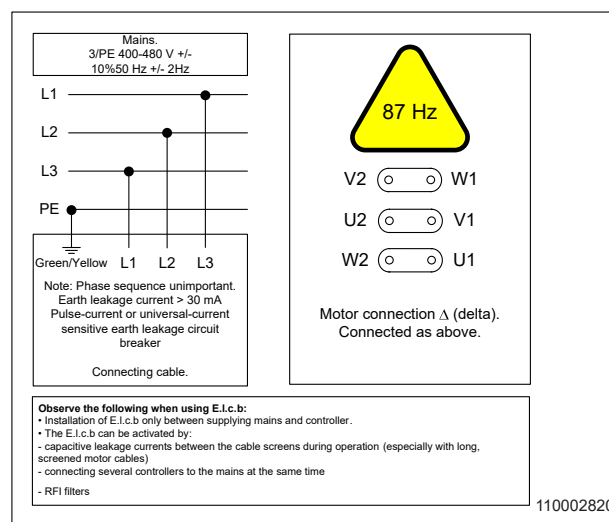 Mains.
3/PE 400-480 V +/-
10%50 Hz +/- 2Hz
L1
L2
L3
PE
Green/Yellow L1 L2 L3
Note: Phase sequence unimportant.
Earth leakage current > 30 mA
Pulse-current or universal-current
sensitive earth leakage circuit
breaker
Connecting cable.
87 Hz
V2 W1
U2 V1
W2 U1
Motor connection Δ (delta).
Connected as above.
Observe the following when using E.l.c.b:
• Installation of E.l.c.b only between supplying mains and controller.
• The E.l.c.b can be activated by:
- capacitive leakage currents between the cable screens during operation (especially with long,
screened motor cables)
- connecting several controllers to the mains at the same time
- RFI filters
110002820